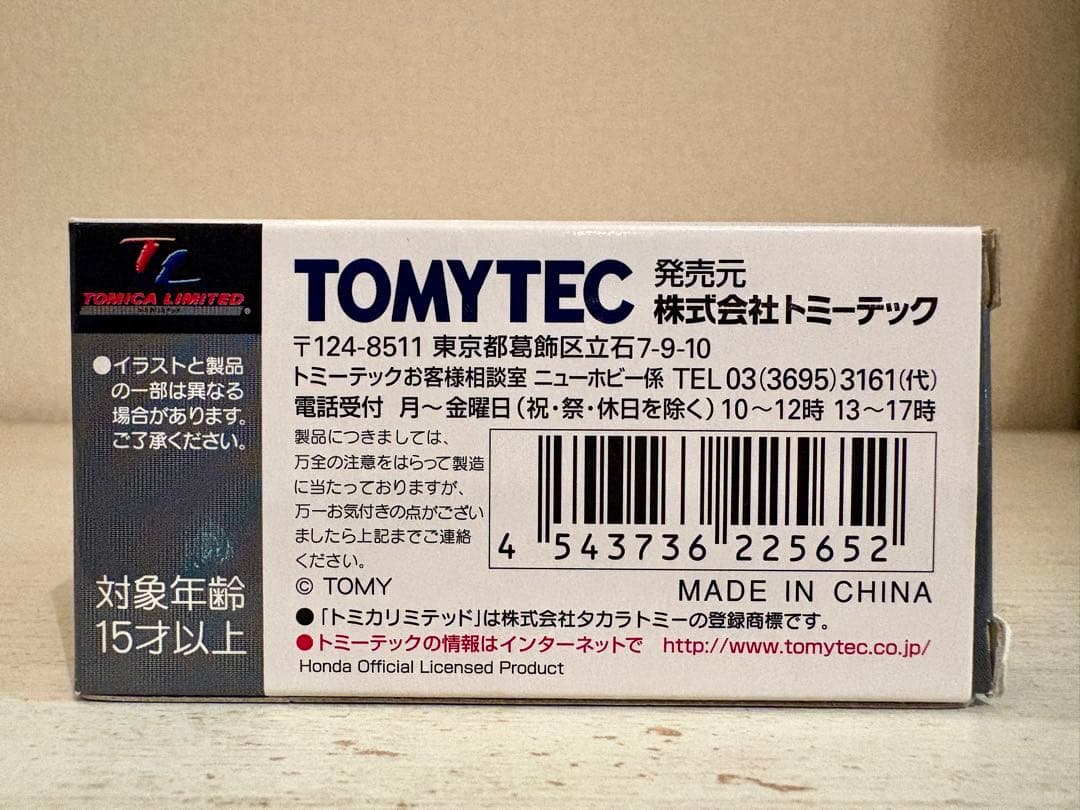 TL
TOMICA LIMITED
●イラストと製品
の一部は異なる
場合があります。
ご了承ください。
対象年齢
15才以上
TOMYTEC 発売元
株式会社トミーテック
〒124-8511 東京都葛飾区立石7-9-10
トミーテックお客様相談室 ニューホビー係 TEL 03(3695)3161(代)
電話受付 月〜金曜日(祝・祭・休日を除く) 10〜12時 13〜17時
製品につきましては、
万全の注意をはらって製造
に当たっておりますが、
万一お気付きの点がござい
ましたら上記までご連絡
ください。
4 543736 225652
© TOMY
MADE IN CHINA
●「トミカリミテッド」は株式会社タカラトミーの登録商標です。
●トミーテックの情報はインターネットで http://www.tomytec.co.jp/
Honda Official Licensed Product